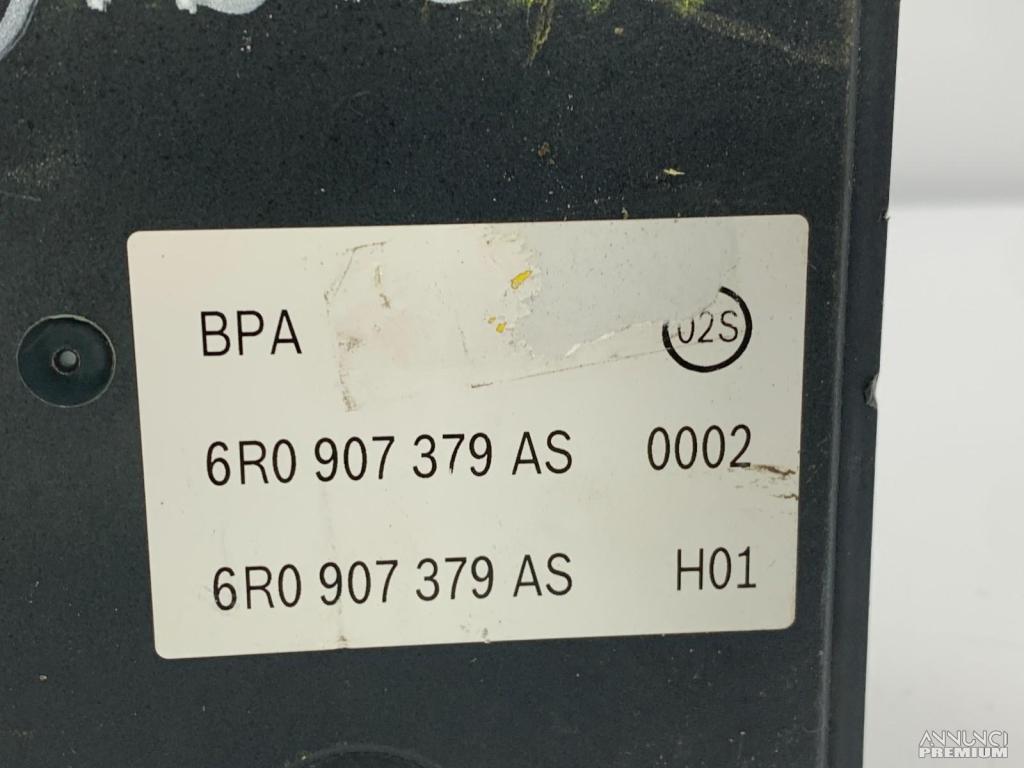 BPA 02S
6R0 907 379 AS 0002
6R0 907 379 AS H01
ANNUNCI
PREMIUM